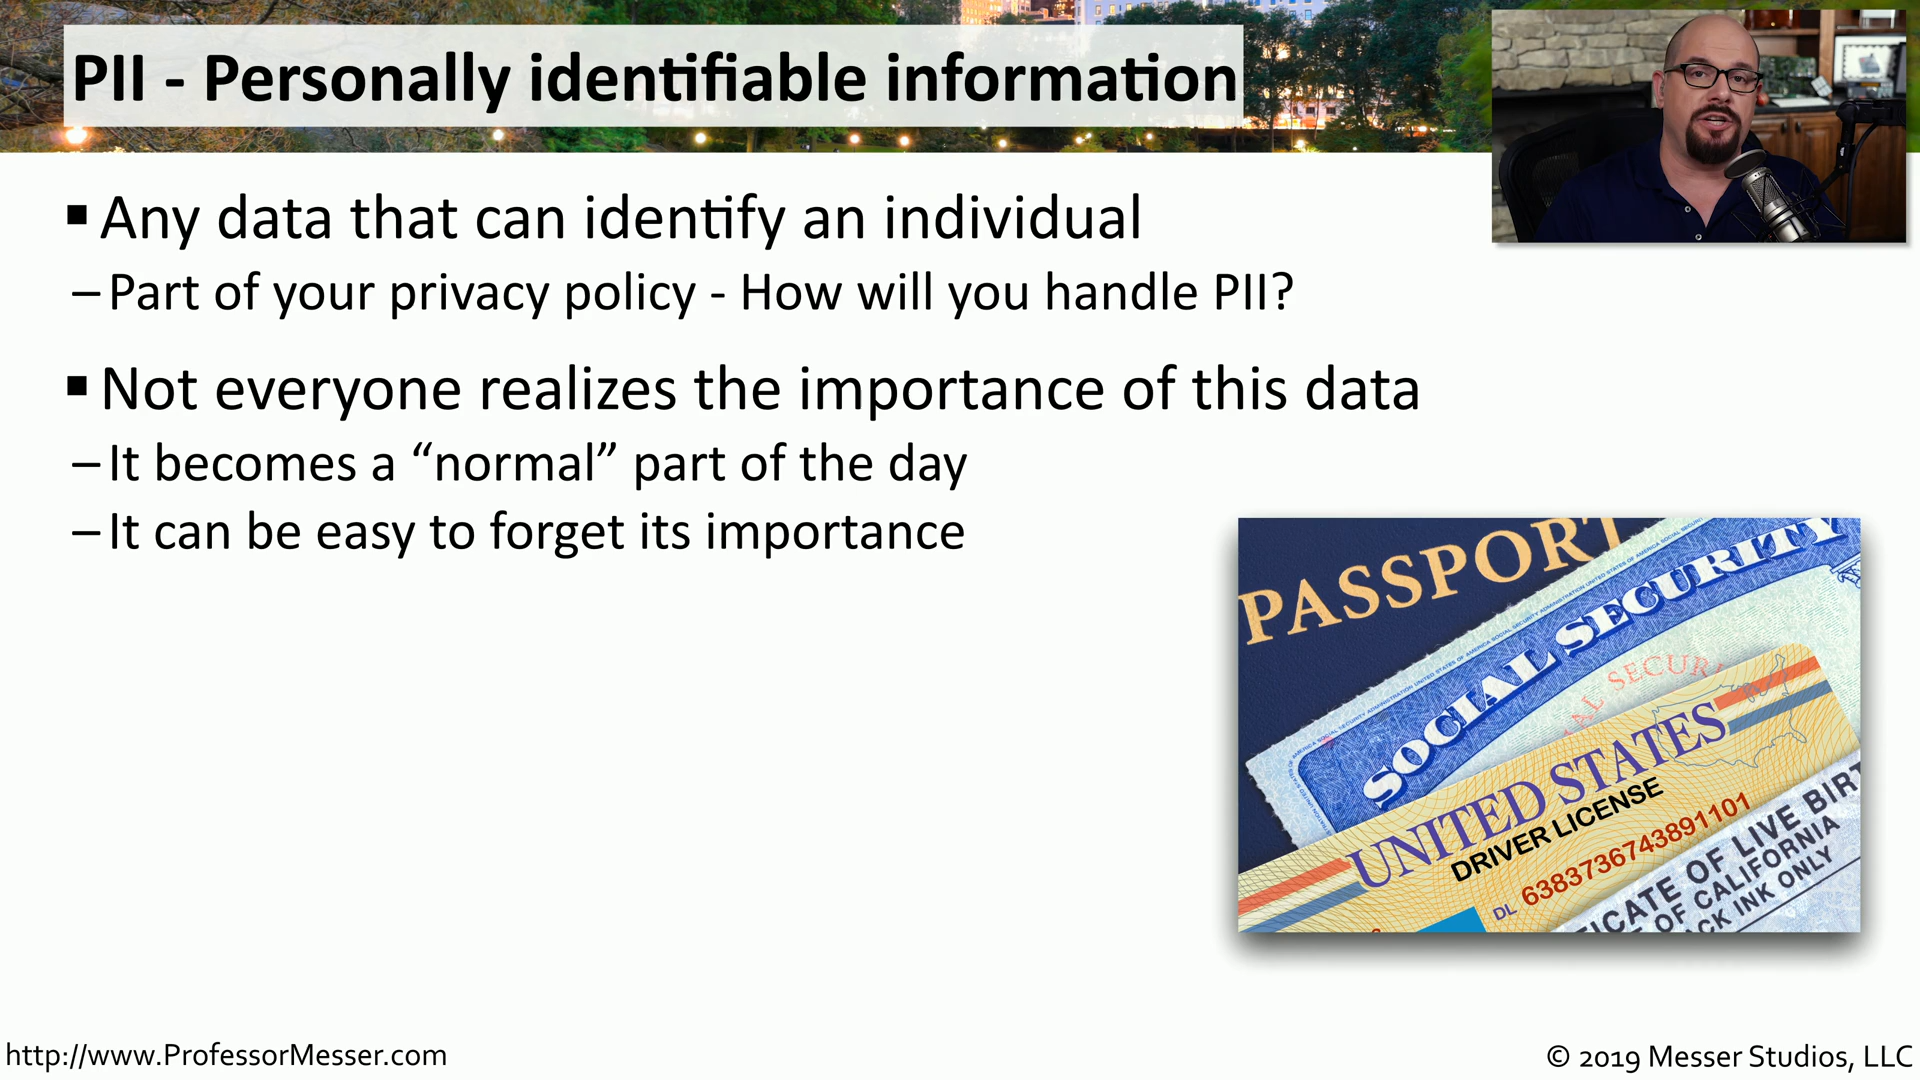 PII - Personally identifiable information
▪ Any data that can identify an individual
– Part of your privacy policy - How will you handle PII?
▪ Not everyone realizes the importance of this data
– It becomes a “normal” part of the day
– It can be easy to forget its importance
PASSPORT
SOCIAL SECURITY
UNITED STATES
DRIVER LICENSE
DL 6383736743891101
ICATE OF LIVE BIRT
OF CALIFORNIA
CK INK ONLY
http://www.ProfessorMesser.com
© 2019 Messer Studios, LLC